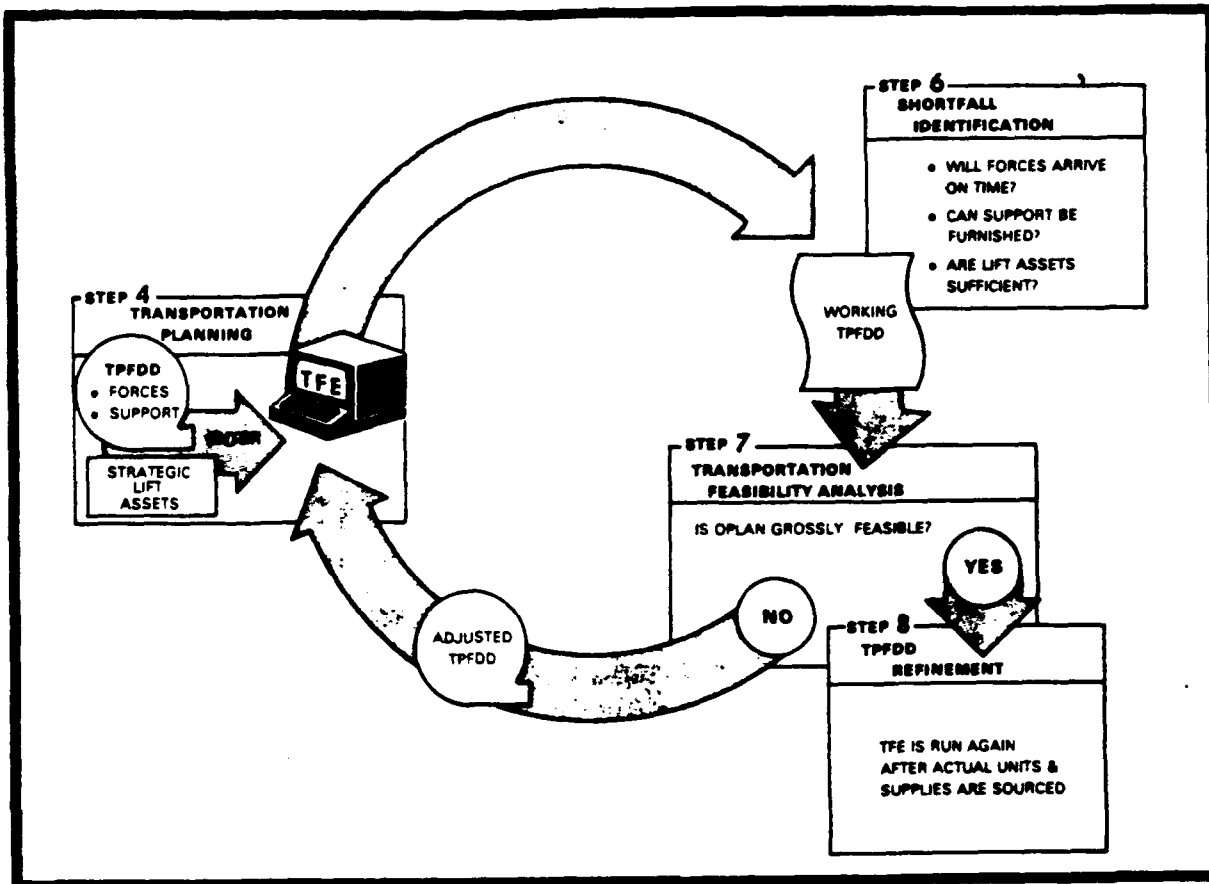 STEP 4
TRANSPORTATION
PLANNING
TPFDD
• FORCES
• SUPPORT
STRATEGIC
LIFT
ASSETS
TFE
STEP 6
SHORTFALL
IDENTIFICATION
• WILL FORCES ARRIVE
ON TIME?
• CAN SUPPORT BE
FURNISHED?
• ARE LIFT ASSETS
SUFFICIENT?
WORKING
TPFDD
STEP 7
TRANSPORTATION
FEASIBILITY ANALYSIS
IS OPLAN GROSSLY FEASIBLE?
YES
NO
ADJUSTED
TPFDD
STEP 8
TPFDD
REFINEMENT
TFE IS RUN AGAIN
AFTER ACTUAL UNITS &
SUPPLIES ARE SOURCED